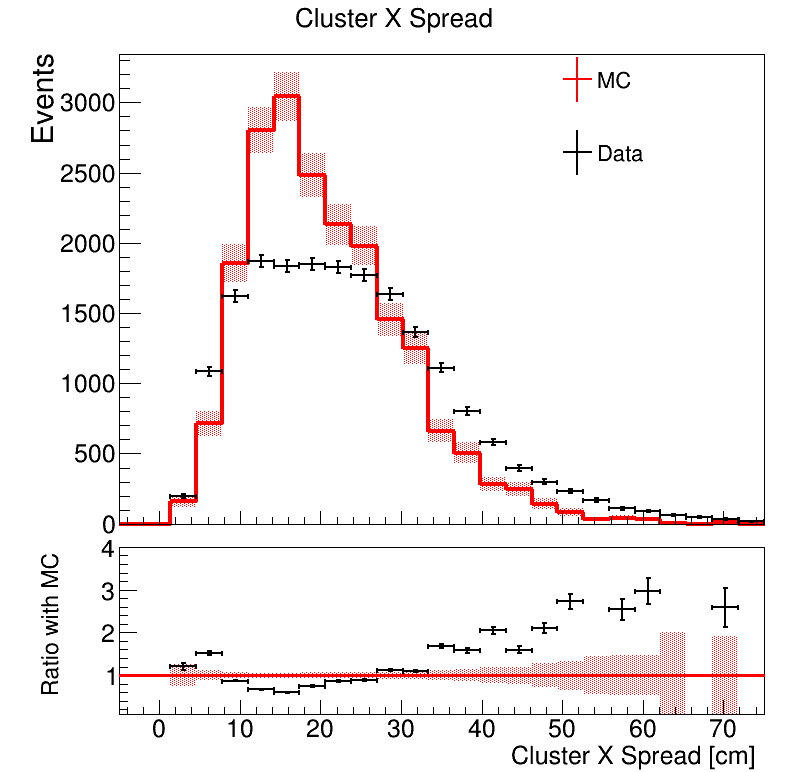 Cluster X Spread
Events
3000
2500
2000
1500
1000
500
0
MC
Data
Ratio with MC
4
3
2
1
0 10 20 30 40 50 60 70
Cluster X Spread [cm]